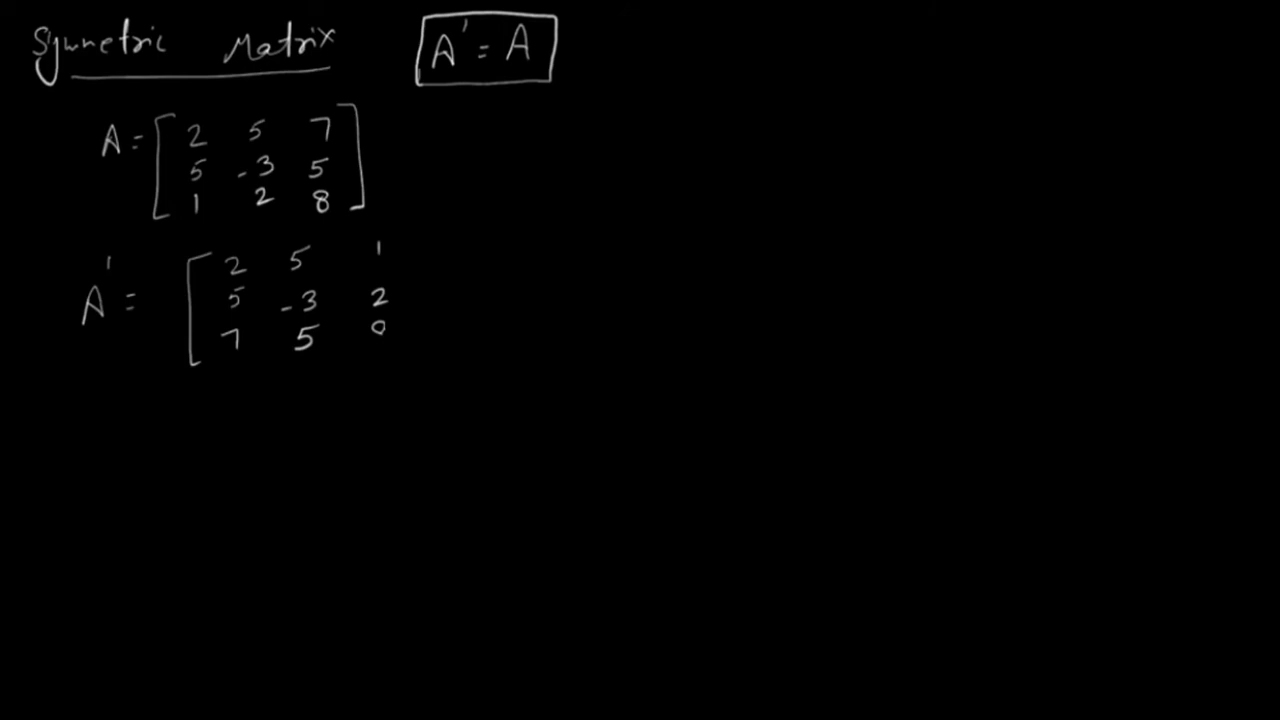 Symmetric Matrix A' = A
A = [ 2 5 7
5 -3 5
1 2 8 ]
A' = [ 2 5 1
5 -3 2
7 5 0